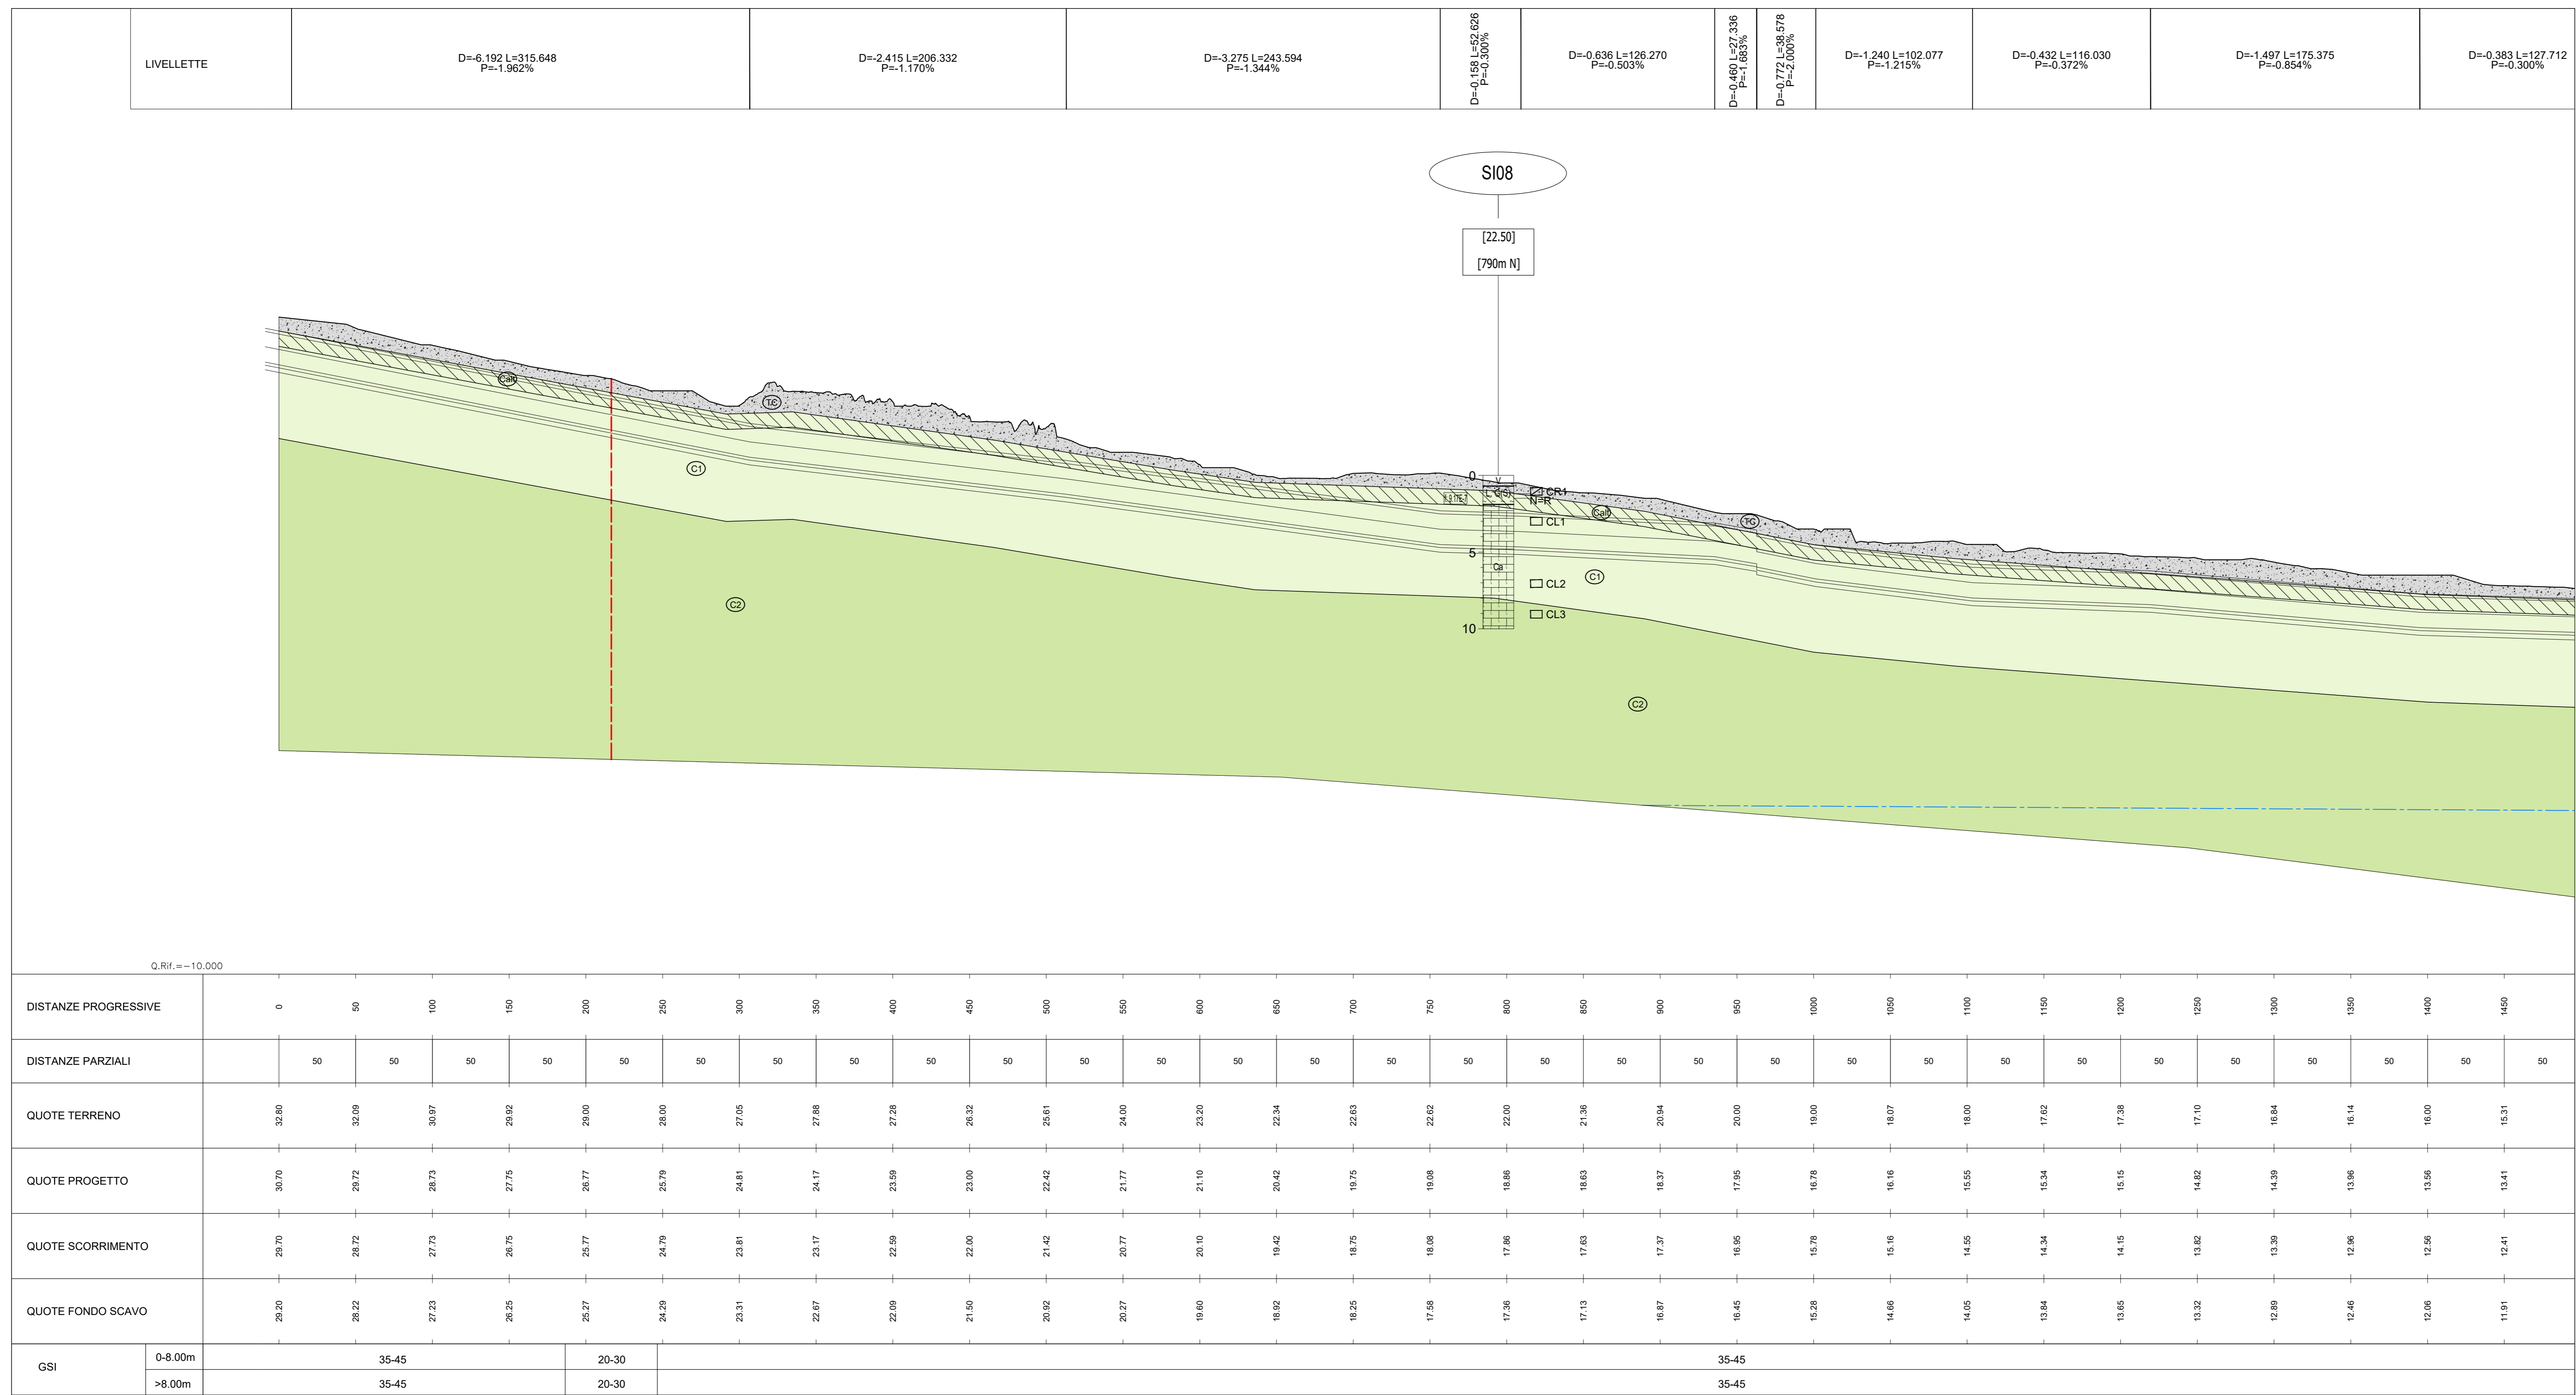 LIVELLETTE
D=-6.192 L=315.648
P=-1.962%
D=-2.415 L=206.332
P=-1.170%
D=-3.275 L=243.594
P=-1.344%
D=-0.158 L=52.626
P=-0.300%
D=-0.636 L=126.270
P=-0.503%
D=-0.460 L=27.336
P=-1.683%
D=-0.772 L=38.578
P=-2.000%
D=-1.240 L=102.077
P=-1.215%
D=-0.432 L=116.030
P=-0.372%
D=-1.497 L=175.375
P=-0.854%
D=-0.383 L=127.712
P=-0.300%
SI08
[22.50]
[790m N]
Calt
TC
C1
C2
0
V
CR1
N=R
CL1
Calt
TG
5
Ca
C1
CL2
CL3
10
C2
Q.Rif.=-10.000
DISTANZE PROGRESSIVE 0 50 100 150 200 250 300 350 400 450 500 550 600 650 700 750 800 850 900 950 1000 1050 1100 1150 1200 1250 1300 1350 1400 1450
DISTANZE PARZIALI 50 50 50 50 50 50 50 50 50 50 50 50 50 50 50 50 50 50 50 50 50 50 50 50 50 50 50 50 50 50
QUOTE TERRENO 32.80 32.09 30.97 29.92 29.00 28.00 27.05 27.88 27.28 26.32 25.61 24.00 23.20 22.34 22.63 22.62 22.00 21.36 20.94 20.00 19.00 18.07 18.00 17.62 17.38 17.10 16.84 16.14 16.00 15.31
QUOTE PROGETTO 30.70 29.72 28.73 27.75 26.77 25.79 24.81 24.17 23.59 23.00 22.42 21.77 21.10 20.42 19.75 19.08 18.86 18.63 18.37 17.95 16.78 16.16 15.55 15.34 15.15 14.82 14.39 13.96 13.56 13.41
QUOTE SCORRIMENTO 29.70 28.72 27.73 26.75 25.77 24.79 23.81 23.17 22.59 22.00 21.42 20.77 20.10 19.42 18.75 18.08 17.86 17.63 17.37 16.95 15.78 15.16 14.55 14.34 14.15 13.82 13.39 12.96 12.56 12.41
QUOTE FONDO SCAVO 29.20 28.22 27.23 26.25 25.27 24.29 23.31 22.67 22.09 21.50 20.92 20.27 19.60 18.92 18.25 17.58 17.36 17.13 16.87 16.45 15.28 14.66 14.05 13.84 13.65 13.32 12.89 12.46 12.06 11.91
GSI
0-8.00m 35-45 20-30 35-45
>8.00m 35-45 20-30 35-45